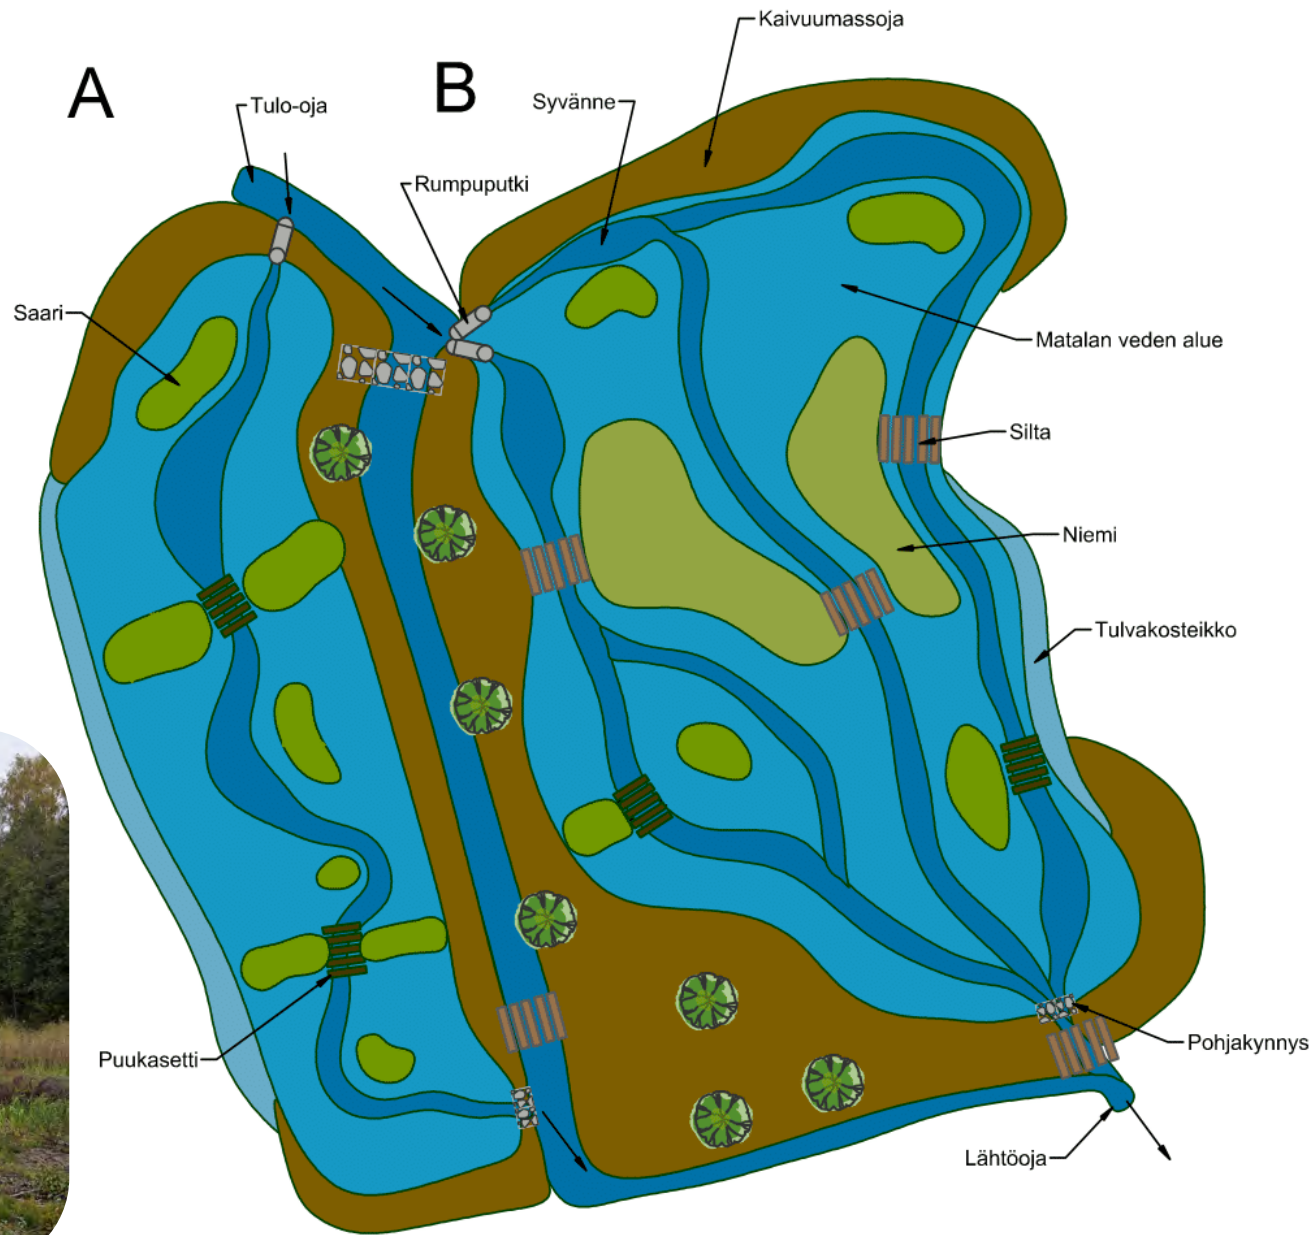 Kaivuumassoja
A
B
Tulo-oja
Syvänne
Rumpuputki
Saari
Matalan veden alue
Silta
Niemi
Tulvakosteikko
Puukasetti
Pohjakynnys
Lähtöoja